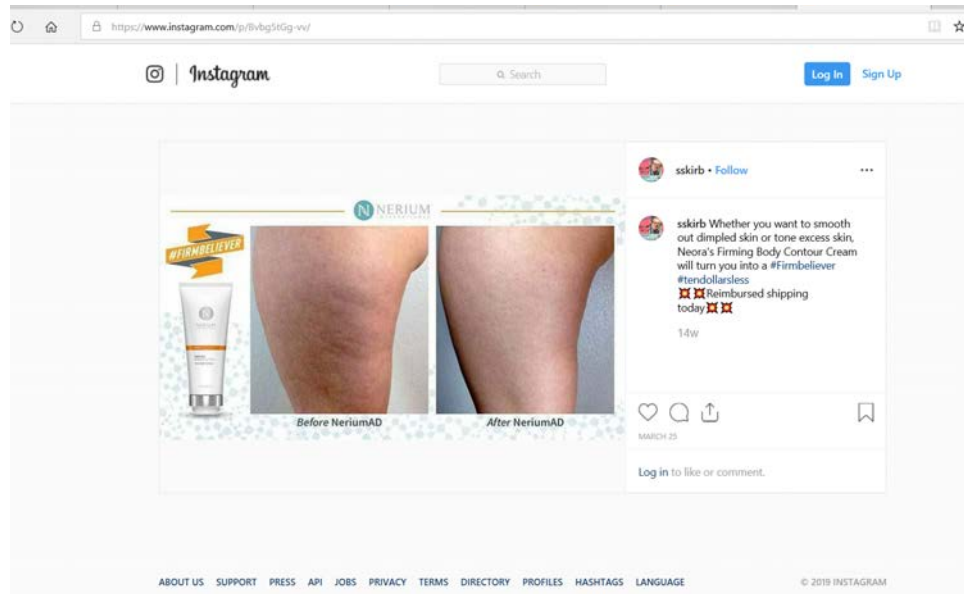 https://www.instagram.com/p/BvbgStGg-vv/
Instagram
Search
Log In
Sign Up
NERIUM
#FIRMBELIEVER
Before NeriumAD
After NeriumAD
sskirb • Follow
sskirb Whether you want to smooth
out dimpled skin or tone excess skin,
Neora's Firming Body Contour Cream
will turn you into a #Firmbeliever
#tendollarsless
💥💥Reimbursed shipping
today💥💥
14w
MARCH 25
Log in to like or comment.
ABOUT US SUPPORT PRESS API JOBS PRIVACY TERMS DIRECTORY PROFILES HASHTAGS LANGUAGE
© 2019 INSTAGRAM